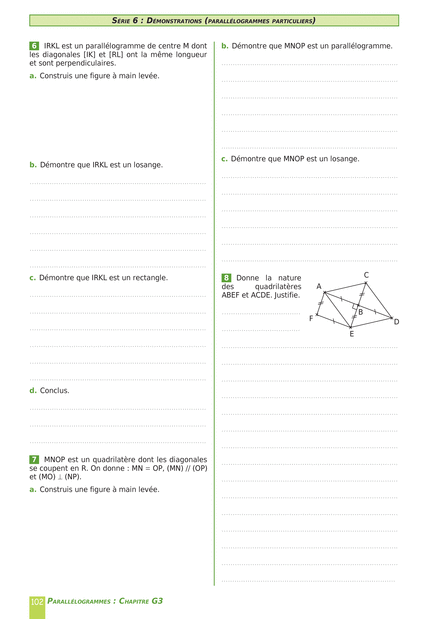 SÉRIE 6 : DÉMONSTRATIONS (PARALLÉLOGRAMMES PARTICULIERS)
6 IRKL est un parallélogramme de centre M dont
les diagonales [IK] et [RL] ont la même longueur
et sont perpendiculaires.
a. Construis une figure à main levée.
b. Démontre que IRKL est un losange.
c. Démontre que IRKL est un rectangle.
d. Conclus.
7 MNOP est un quadrilatère dont les diagonales
se coupent en R. On donne : MN = OP, (MN) // (OP)
et (MO) ⊥ (NP).
a. Construis une figure à main levée.
b. Démontre que MNOP est un parallélogramme.
c. Démontre que MNOP est un losange.
8 Donne la nature
des quadrilatères
ABEF et ACDE. Justifie.
C
A
B
F
D
E
102 PARALLÉLOGRAMMES : CHAPITRE G3